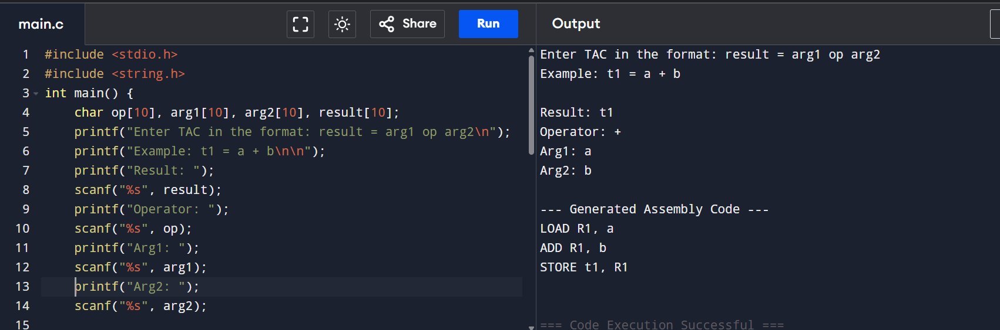 main.c
Share
Run
Output
1 #include <stdio.h>
2 #include <string.h>
3 int main() {
4     char op[10], arg1[10], arg2[10], result[10];
5     printf("Enter TAC in the format: result = arg1 op arg2\n");
6     printf("Example: t1 = a + b\n\n");
7     printf("Result: ");
8     scanf("%s", result);
9     printf("Operator: ");
10     scanf("%s", op);
11     printf("Arg1: ");
12     scanf("%s", arg1);
13     printf("Arg2: ");
14     scanf("%s", arg2);
15
Enter TAC in the format: result = arg1 op arg2
Example: t1 = a + b
Result: t1
Operator: +
Arg1: a
Arg2: b
--- Generated Assembly Code ---
LOAD R1, a
ADD R1, b
STORE t1, R1
=== Code Execution Successful ===